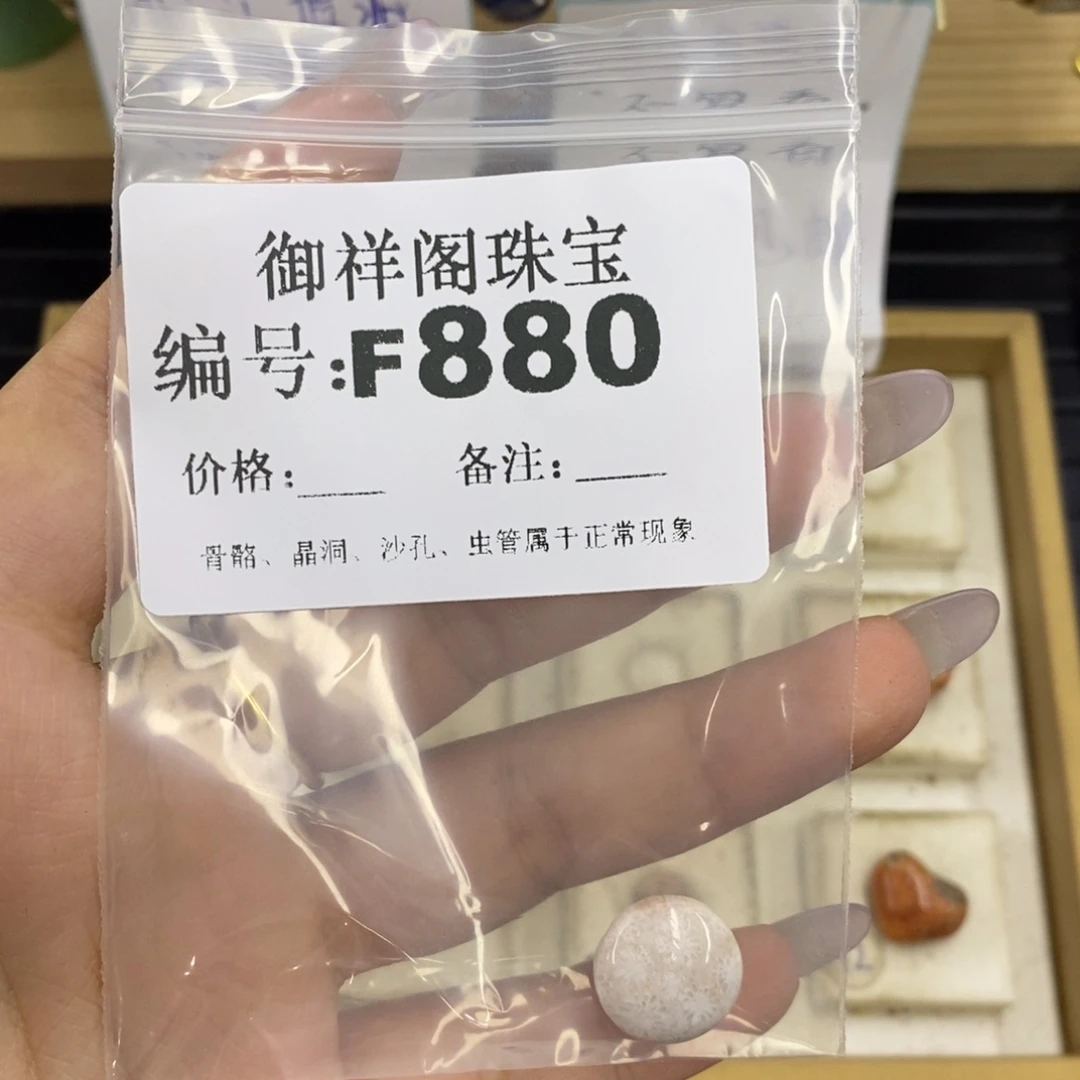 御祥阁珠宝
编号:F880
价格:____ 备注:____
骨骼、晶洞、沙孔、虫管属于正常现象